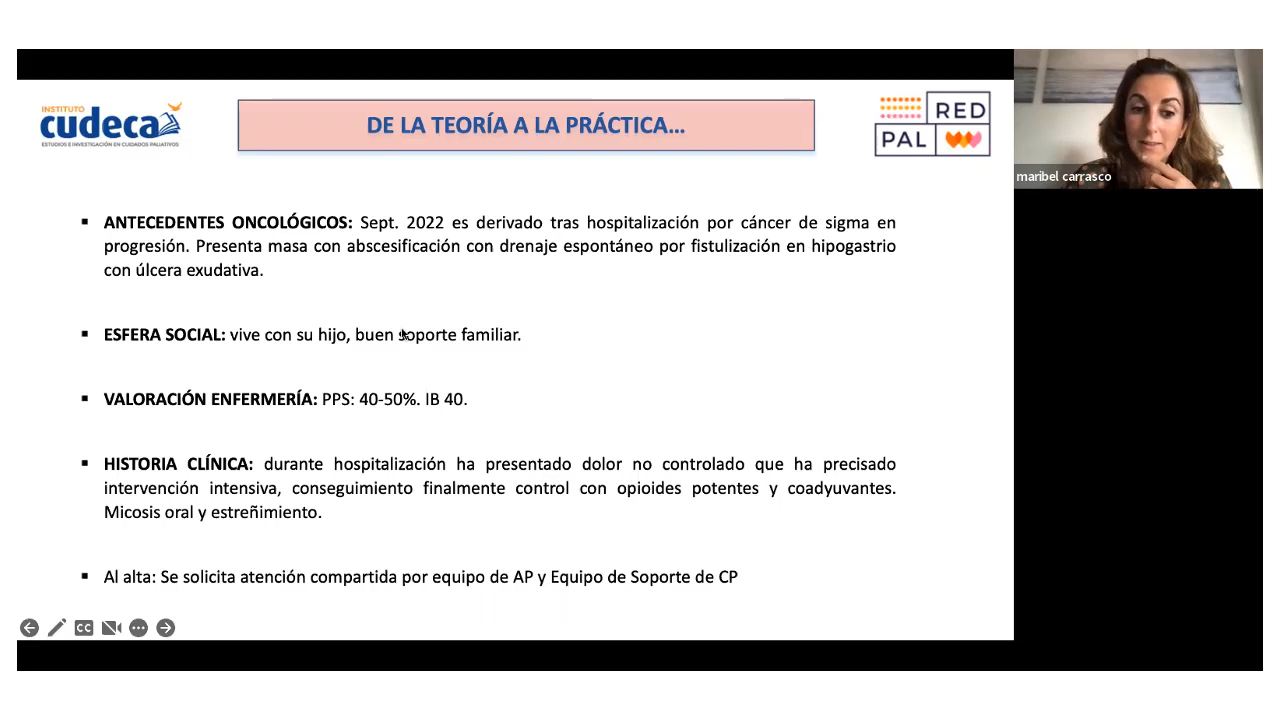 INSTITUTO
cudeca
ESTUDIOS E INVESTIGACIÓN EN CUIDADOS PALIATIVOS
DE LA TEORÍA A LA PRÁCTICA...
RED
PAL
maribel carrasco
▪ ANTECEDENTES ONCOLÓGICOS: Sept. 2022 es derivado tras hospitalización por cáncer de sigma en
progresión. Presenta masa con abscesificación con drenaje espontáneo por fistulización en hipogastrio
con úlcera exudativa.
▪ ESFERA SOCIAL: vive con su hijo, buen soporte familiar.
▪ VALORACIÓN ENFERMERÍA: PPS: 40-50%. IB 40.
▪ HISTORIA CLÍNICA: durante hospitalización ha presentado dolor no controlado que ha precisado
intervención intensiva, conseguimiento finalmente control con opioides potentes y coadyuvantes.
Micosis oral y estreñimiento.
▪ Al alta: Se solicita atención compartida por equipo de AP y Equipo de Soporte de CP
CC